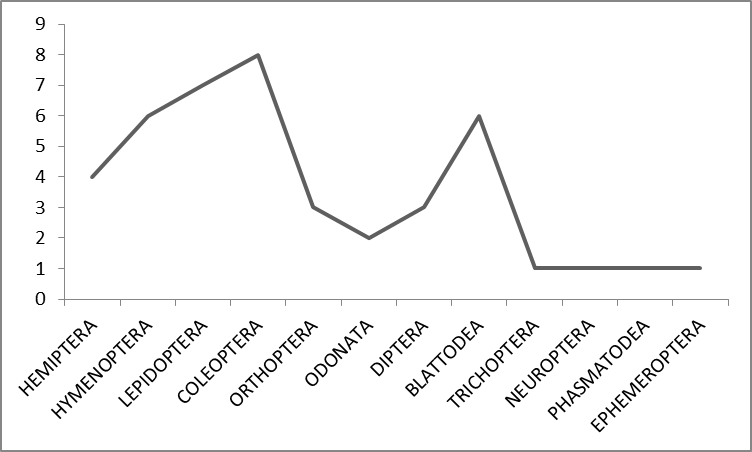 9
8
7
6
5
4
3
2
1
0
HEMIPTERA
HYMENOPTERA
LEPIDOPTERA
COLEOPTERA
ORTHOPTERA
ODONATA
DIPTERA
BLATTODEA
TRICHOPTERA
NEUROPTERA
PHASMATODEA
EPHEMEROPTERA